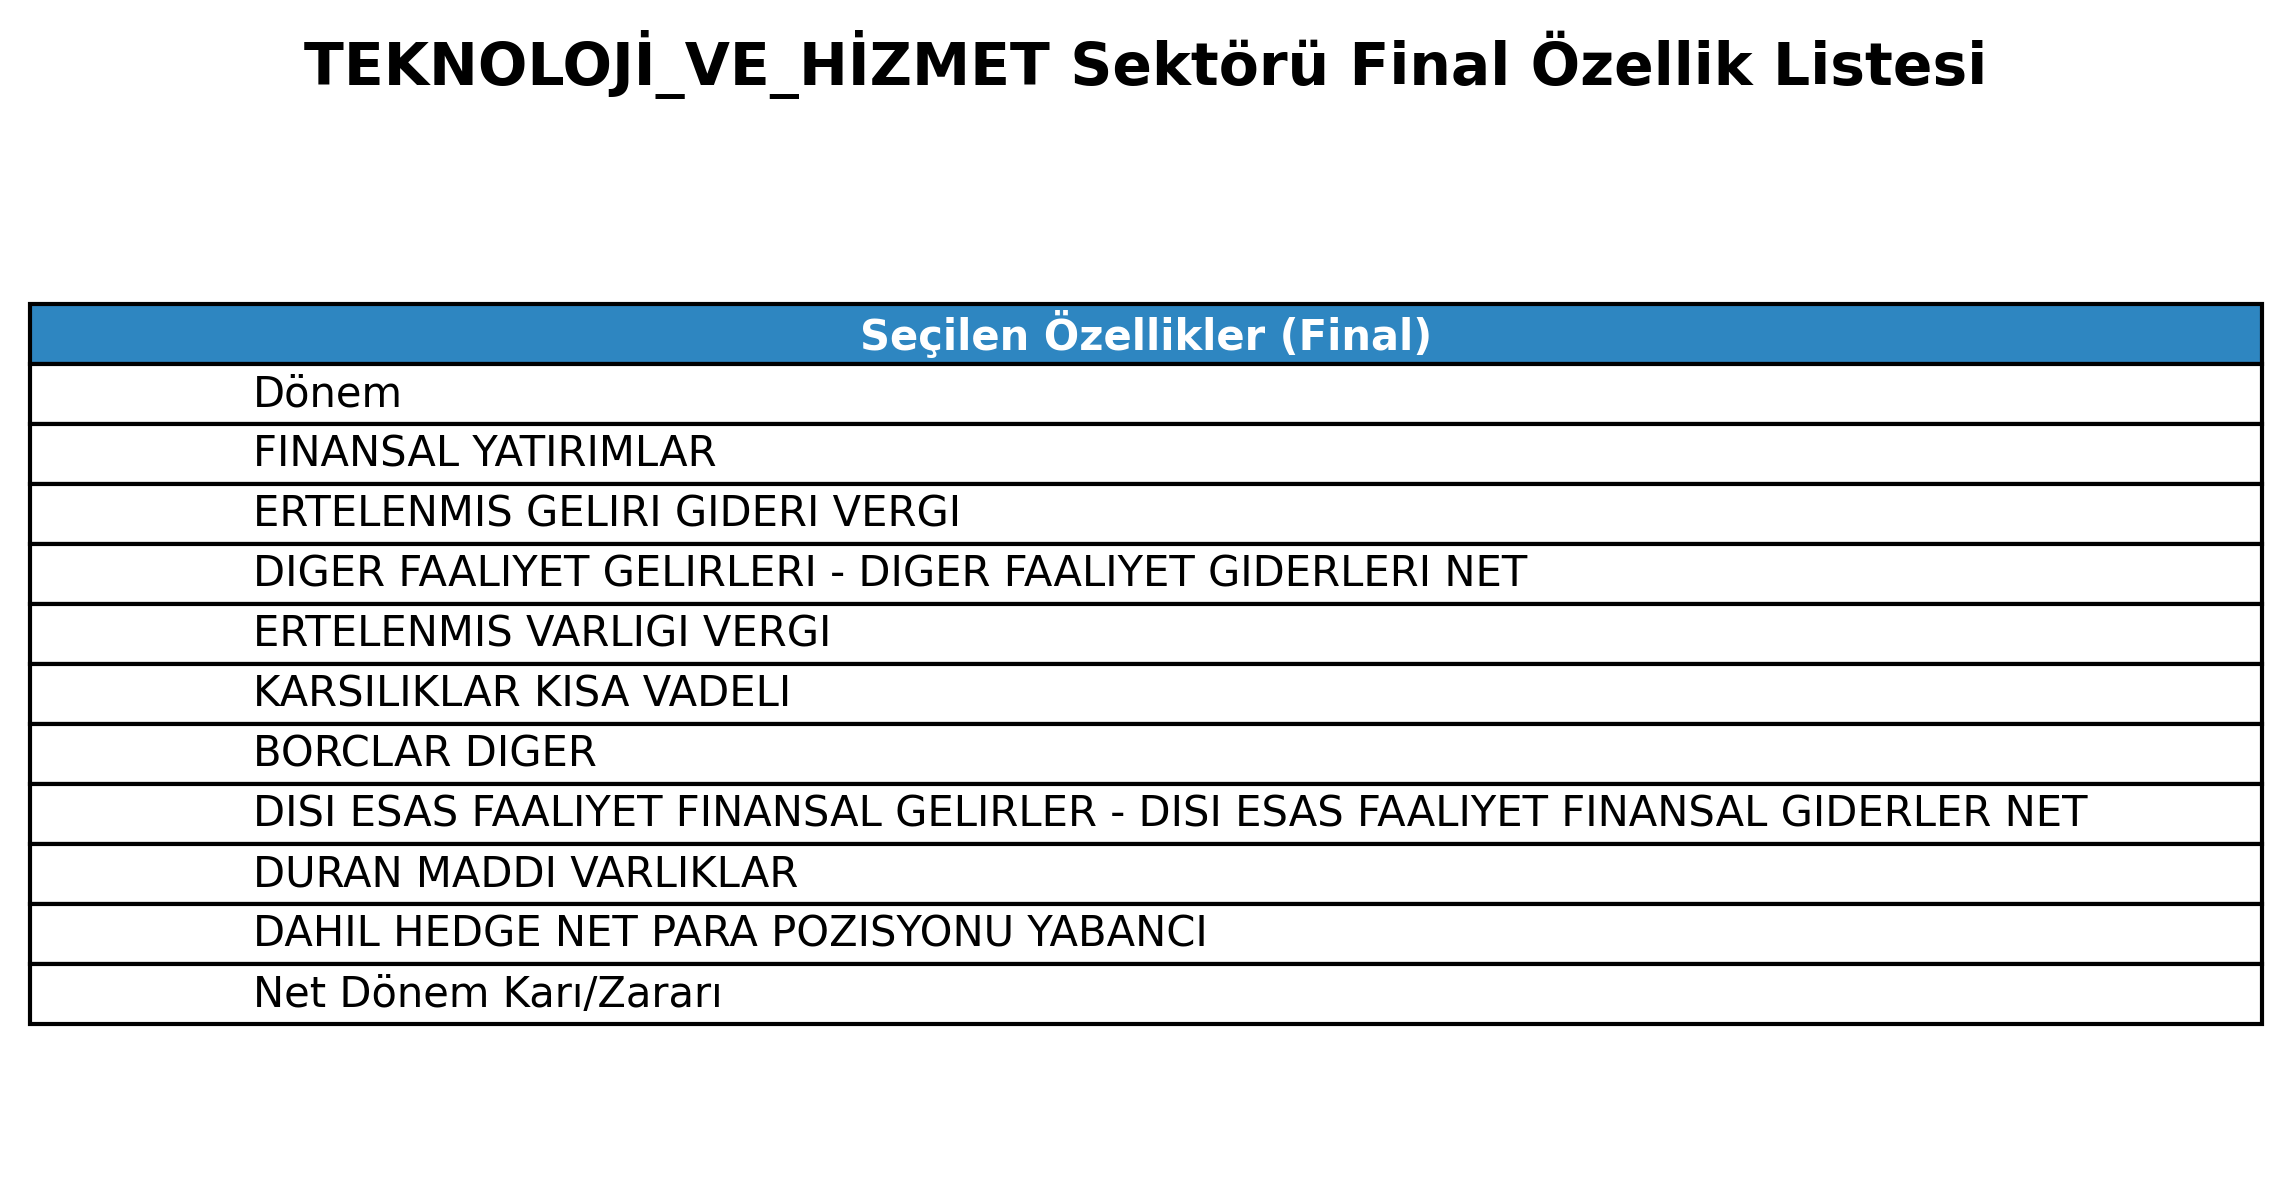 TEKNOLOJİ_VE_HİZMET Sektörü Final Özellik Listesi
Seçilen Özellikler (Final)
Dönem
FINANSAL YATIRIMLAR
ERTELENMIS GELIRI GIDERI VERGI
DIGER FAALIYET GELIRLERI - DIGER FAALIYET GIDERLERI NET
ERTELENMIS VARLIGI VERGI
KARSILIKLAR KISA VADELI
BORCLAR DIGER
DISI ESAS FAALIYET FINANSAL GELIRLER - DISI ESAS FAALIYET FINANSAL GIDERLER NET
DURAN MADDI VARLIKLAR
DAHIL HEDGE NET PARA POZISYONU YABANCI
Net Dönem Karı/Zararı